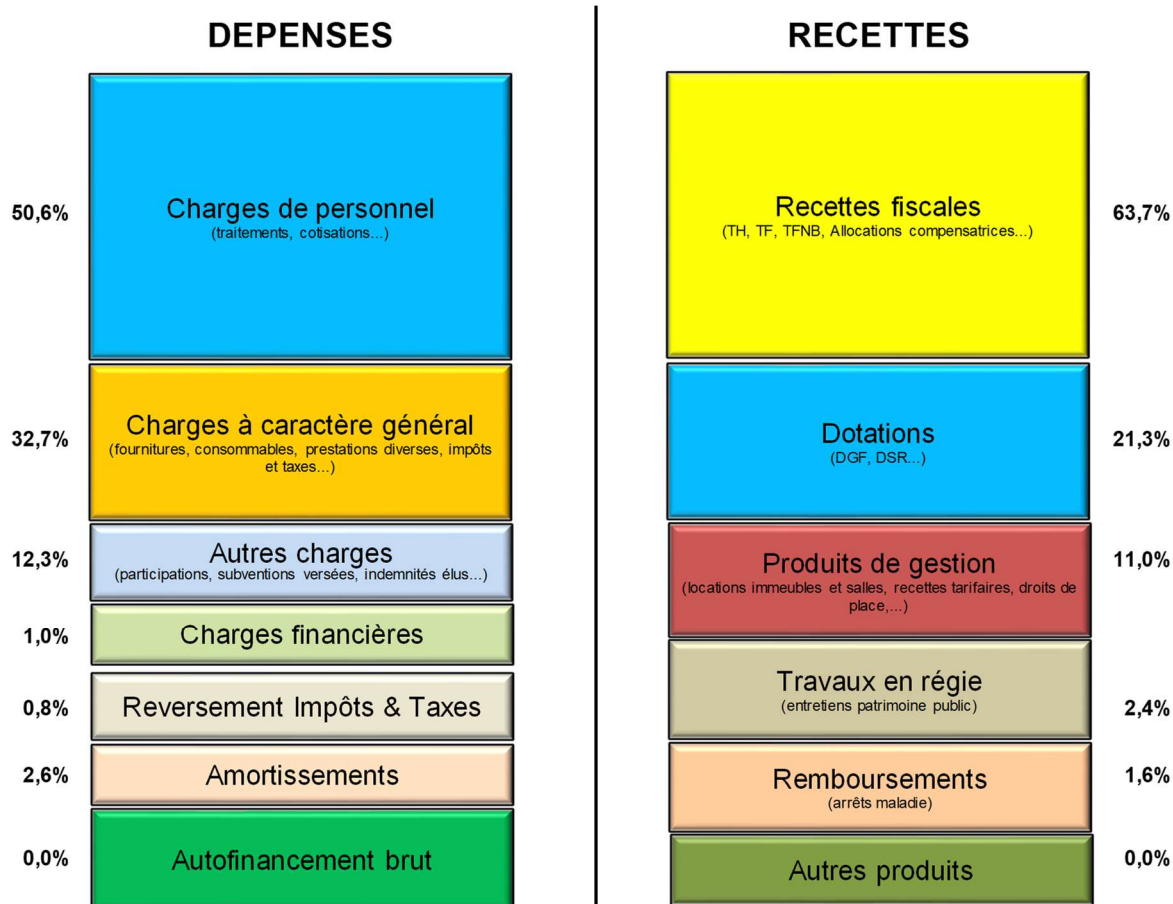 DEPENSES
50,6%
Charges de personnel
(traitements, cotisations...)
32,7%
Charges à caractère général
(fournitures, consommables, prestations diverses, impôts
et taxes...)
12,3%
Autres charges
(participations, subventions versées, indemnités élus...)
1,0%
Charges financières
0,8%
Reversement Impôts & Taxes
2,6%
Amortissements
0,0%
Autofinancement brut
RECETTES
Recettes fiscales
(TH, TF, TFNB, Allocations compensatrices...)
63,7%
Dotations
(DGF, DSR...)
21,3%
Produits de gestion
(locations immeubles et salles, recettes tarifaires, droits de
place,...)
11,0%
Travaux en régie
(entretiens patrimoine public)
2,4%
Remboursements
(arrêts maladie)
1,6%
Autres produits
0,0%